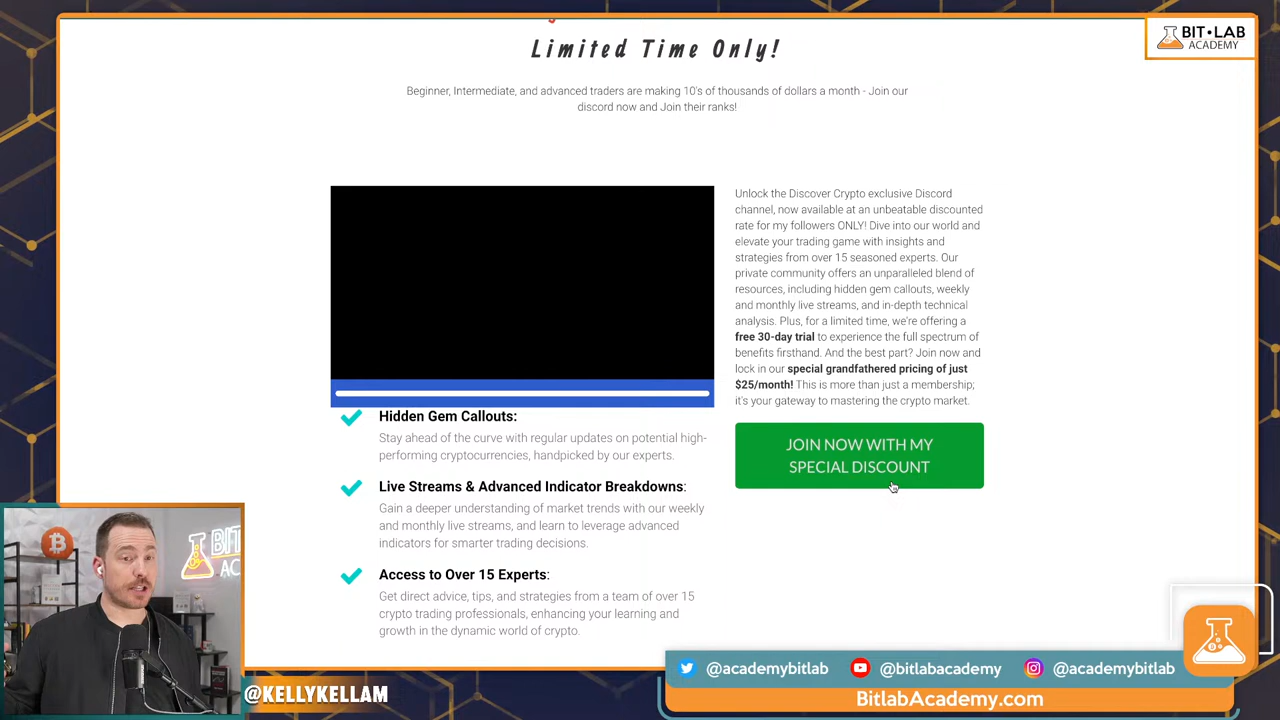 Limited Time Only!
BIT•LAB
ACADEMY
Beginner, Intermediate, and advanced traders are making 10's of thousands of dollars a month - Join our
discord now and Join their ranks!
Unlock the Discover Crypto exclusive Discord
channel, now available at an unbeatable discounted
rate for my followers ONLY! Dive into our world and
elevate your trading game with insights and
strategies from over 15 seasoned experts. Our
private community offers an unparalleled blend of
resources, including hidden gem callouts, weekly
and monthly live streams, and in-depth technical
analysis. Plus, for a limited time, we're offering a
free 30-day trial to experience the full spectrum of
benefits firsthand. And the best part? Join now and
lock in our special grandfathered pricing of just
$25/month! This is more than just a membership;
it's your gateway to mastering the crypto market.
JOIN NOW WITH MY
SPECIAL DISCOUNT
Hidden Gem Callouts:
Stay ahead of the curve with regular updates on potential high-
performing cryptocurrencies, handpicked by our experts.
Live Streams & Advanced Indicator Breakdowns:
Gain a deeper understanding of market trends with our weekly
and monthly live streams, and learn to leverage advanced
indicators for smarter trading decisions.
Access to Over 15 Experts:
Get direct advice, tips, and strategies from a team of over 15
crypto trading professionals, enhancing your learning and
growth in the dynamic world of crypto.
BIT
AC
@KELLYKELLAM
@academybitlab
@bitlabacademy
@academybitlab
BitlabAcademy.com